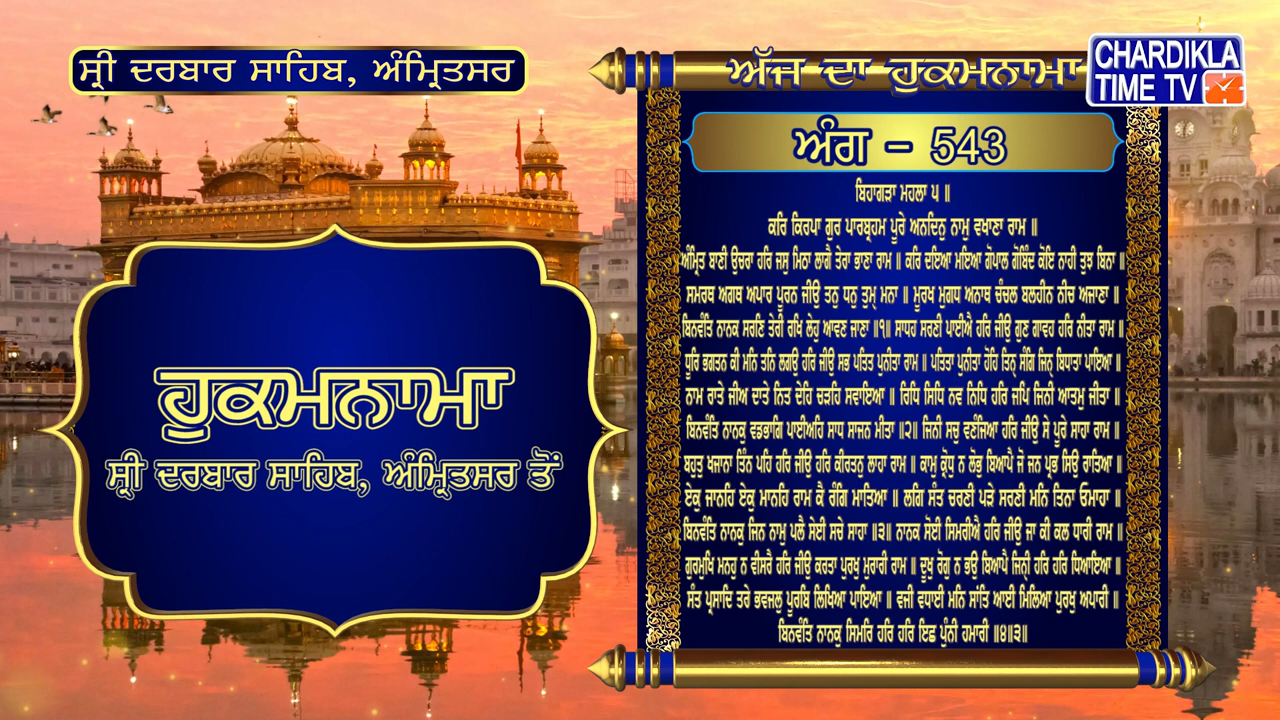 ਸ੍ਰੀ ਦਰਬਾਰ ਸਾਹਿਬ, ਅੰਮ੍ਰਿਤਸਰ
ਹੁਕਮਨਾਮਾ
ਸ੍ਰੀ ਦਰਬਾਰ ਸਾਹਿਬ, ਅੰਮ੍ਰਿਤਸਰ ਤੋਂ
ਅੱਜ ਦਾ ਹੁਕਮਨਾਮਾ
CHARDIKLA
TIME TV
ਅੰਗ - 543
ਬਿਹਾਗੜਾ ਮਹਲਾ ੫ ॥
ਕਰਿ ਕਿਰਪਾ ਗੁਰ ਪਾਰਬ੍ਰਹਮ ਪੂਰੇ ਅਨਦਿਨੁ ਨਾਮੁ ਵਖਾਣਾ ਰਾਮ ॥
ਅੰਮ੍ਰਿਤ ਬਾਣੀ ਉਚਰਾ ਹਰਿ ਜਸੁ ਮਿਠਾ ਲਾਗੈ ਤੇਰਾ ਭਾਣਾ ਰਾਮ ॥ ਕਰਿ ਦਇਆ ਮਇਆ ਗੋਪਾਲ ਗੋਬਿੰਦ ਕੋਇ ਨਾਹੀ ਤੁਝ ਬਿਨਾ ॥
ਸਮਰਥ ਅਗਥ ਅਪਾਰ ਪੂਰਨ ਜੀਉ ਤਨੁ ਧਨੁ ਤੁਮ੍ ਮਨਾ ॥ ਮੂਰਖ ਮੁਗਧ ਅਨਾਥ ਚੰਚਲ ਬਲਹੀਨ ਨੀਚ ਅਜਾਣਾ ॥
ਬਿਨਵੰਤਿ ਨਾਨਕ ਸਰਣਿ ਤੇਰੀ ਰਖਿ ਲੇਹੁ ਆਵਣ ਜਾਣਾ ॥੧॥ ਸਾਧਹ ਸਰਣੀ ਪਾਈਐ ਹਰਿ ਜੀਉ ਗੁਣ ਗਾਵਹ ਹਰਿ ਨੀਤਾ ਰਾਮ ॥
ਧੂਰਿ ਭਗਤਨ ਕੀ ਮਨਿ ਤਨਿ ਲਗਉ ਹਰਿ ਜੀਉ ਸਭ ਪਤਿਤ ਪੁਨੀਤਾ ਰਾਮ ॥ ਪਤਿਤਾ ਪੁਨੀਤਾ ਹੋਹਿ ਤਿਨ੍ ਸੰਗਿ ਜਿਨ੍ ਬਿਧਾਤਾ ਪਾਇਆ ॥
ਨਾਮ ਰਾਤੇ ਜੀਅ ਦਾਤੇ ਨਿਤ ਦੇਹਿ ਚੜਹਿ ਸਵਾਇਆ ॥ ਰਿਧਿ ਸਿਧਿ ਨਵ ਨਿਧਿ ਹਰਿ ਜਪਿ ਜਿਨੀ ਆਤਮੁ ਜੀਤਾ ॥
ਬਿਨਵੰਤਿ ਨਾਨਕੁ ਵਡਭਾਗਿ ਪਾਈਅਹਿ ਸਾਧ ਸਾਜਨ ਮੀਤਾ ॥੨॥ ਜਿਨੀ ਸਚੁ ਵਣੰਜਿਆ ਹਰਿ ਜੀਉ ਸੇ ਪੂਰੇ ਸਾਹਾ ਰਾਮ ॥
ਬਹੁਤੁ ਖਜਾਨਾ ਤਿੰਨ ਪਹਿ ਹਰਿ ਜੀਉ ਹਰਿ ਕੀਰਤਨੁ ਲਾਹਾ ਰਾਮ ॥ ਕਾਮੁ ਕ੍ਰੋਧੁ ਨ ਲੋਭੁ ਬਿਆਪੈ ਜੋ ਜਨ ਪ੍ਰਭ ਸਿਉ ਰਾਤਿਆ ॥
ਏਕੁ ਜਾਨਹਿ ਏਕੁ ਮਾਨਹਿ ਰਾਮ ਕੈ ਰੰਗਿ ਮਾਤਿਆ ॥ ਲਗਿ ਸੰਤ ਚਰਣੀ ਪੜੇ ਸਰਣੀ ਮਨਿ ਤਿਨਾ ਓਮਾਹਾ ॥
ਬਿਨਵੰਤਿ ਨਾਨਕੁ ਜਿਨ ਨਾਮੁ ਪਲੈ ਸੇਈ ਸਚੇ ਸਾਹਾ ॥੩॥ ਨਾਨਕ ਸੋਈ ਸਿਮਰੀਐ ਹਰਿ ਜੀਉ ਜਾ ਕੀ ਕਲ ਧਾਰੀ ਰਾਮ ॥
ਗੁਰਮੁਖਿ ਮਨਹੁ ਨ ਵੀਸਰੈ ਹਰਿ ਜੀਉ ਕਰਤਾ ਪੁਰਖੁ ਮੁਰਾਰੀ ਰਾਮ ॥ ਦੂਖੁ ਰੋਗੁ ਨ ਭਉ ਬਿਆਪੈ ਜਿਨੀ੍ ਹਰਿ ਹਰਿ ਧਿਆਇਆ ॥
ਸੰਤ ਪ੍ਰਸਾਦਿ ਤਰੇ ਭਵਜਲੁ ਪੂਰਬਿ ਲਿਖਿਆ ਪਾਇਆ ॥ ਵਜੀ ਵਧਾਈ ਮਨਿ ਸਾਂਤਿ ਆਈ ਮਿਲਿਆ ਪੁਰਖੁ ਅਪਾਰੀ ॥
ਬਿਨਵੰਤਿ ਨਾਨਕੁ ਸਿਮਰਿ ਹਰਿ ਹਰਿ ਇਛ ਪੁੰਨੀ ਹਮਾਰੀ ॥੪॥੩॥